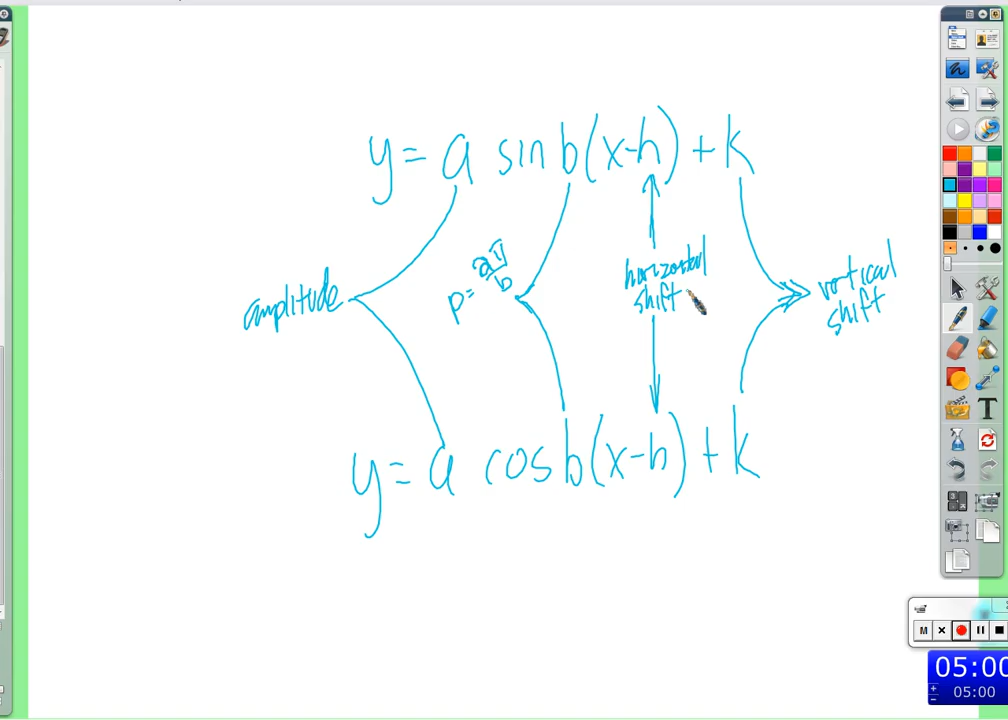 y = a sin b(x-h) + k
amplitude
p = 2π/b
horizontal
shift
vertical
shift
y = a cos b(x-h) + k
T
M
05:00
05:00